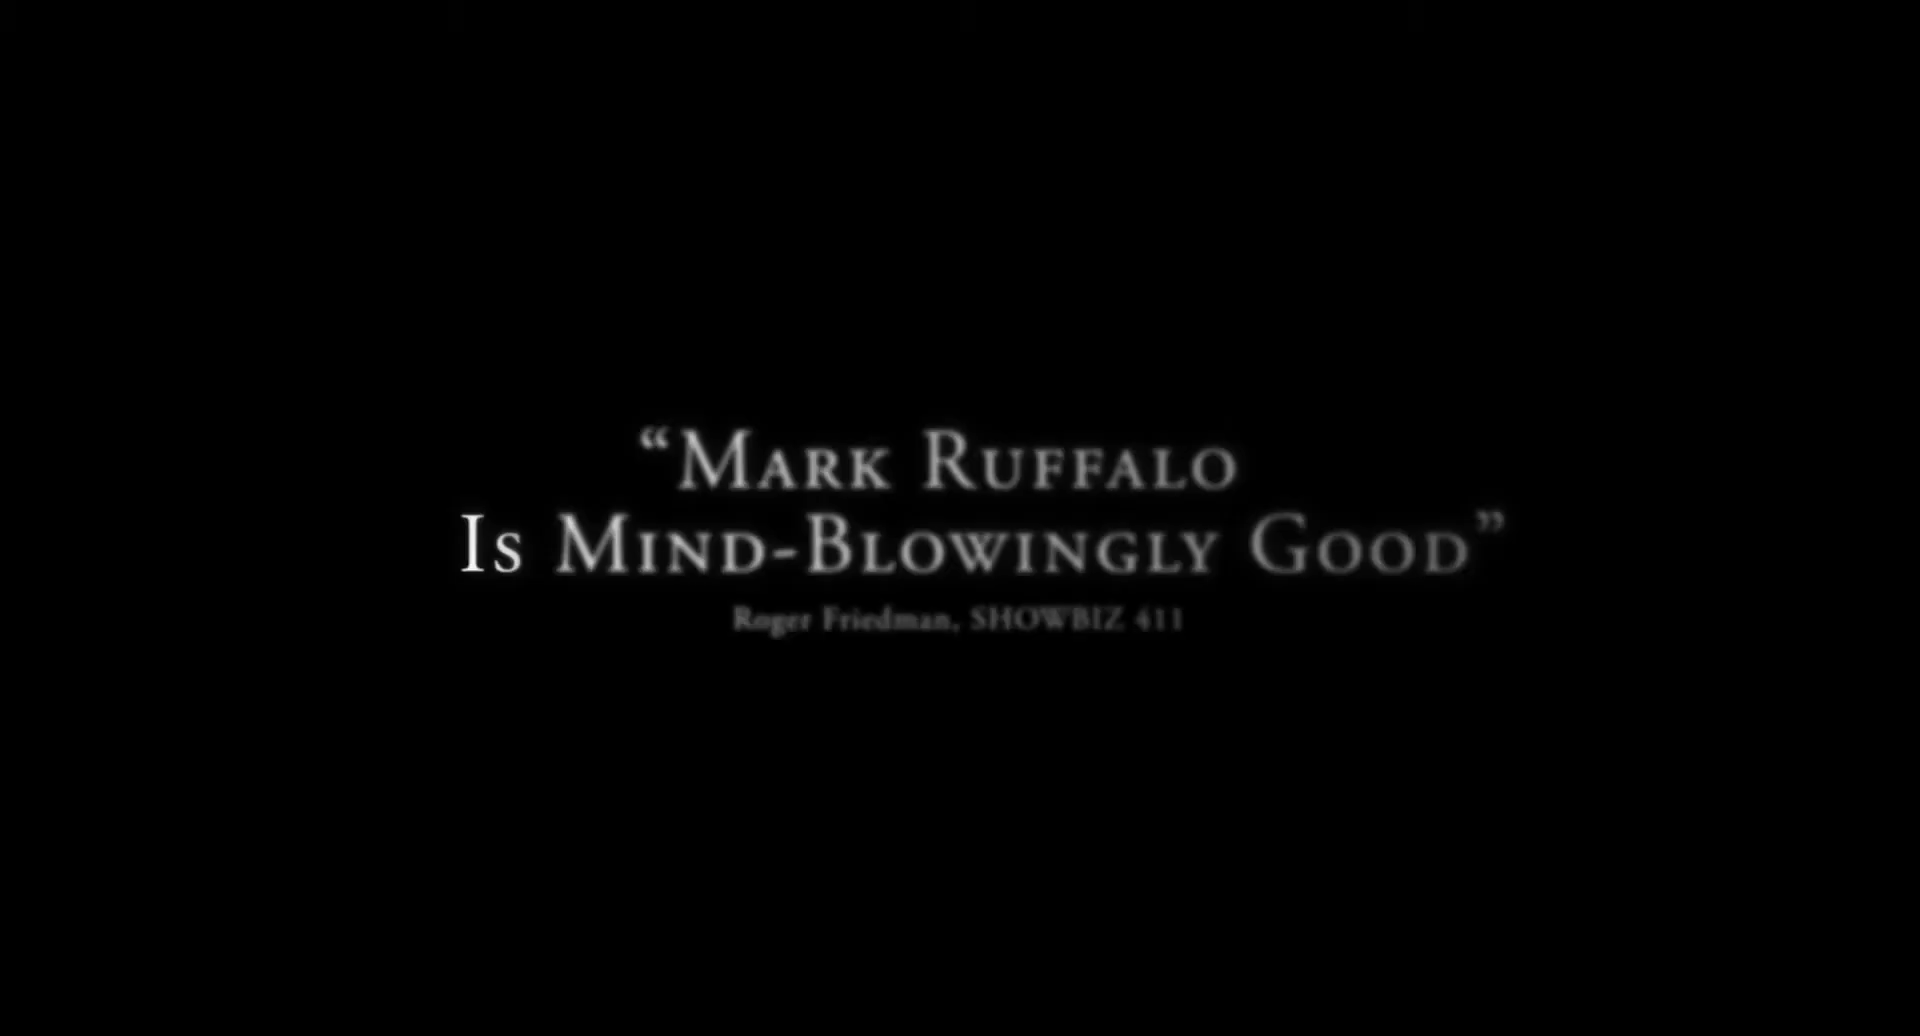 “Mark Ruffalo
Is Mind-Blowingly Good”
Roger Friedman, SHOWBIZ 411